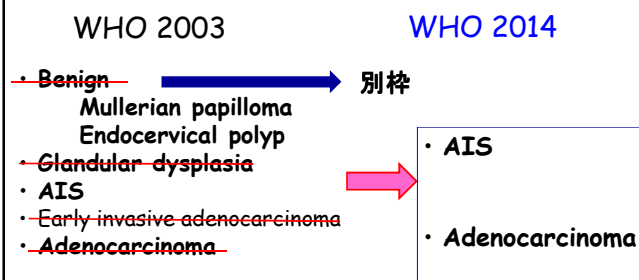 WHO 2003
WHO 2014
・Benign
別枠
Mullerian papilloma
Endocervical polyp
・Glandular dysplasia
・AIS
・Early invasive adenocarcinoma
・Adenocarcinoma
・AIS
・Adenocarcinoma